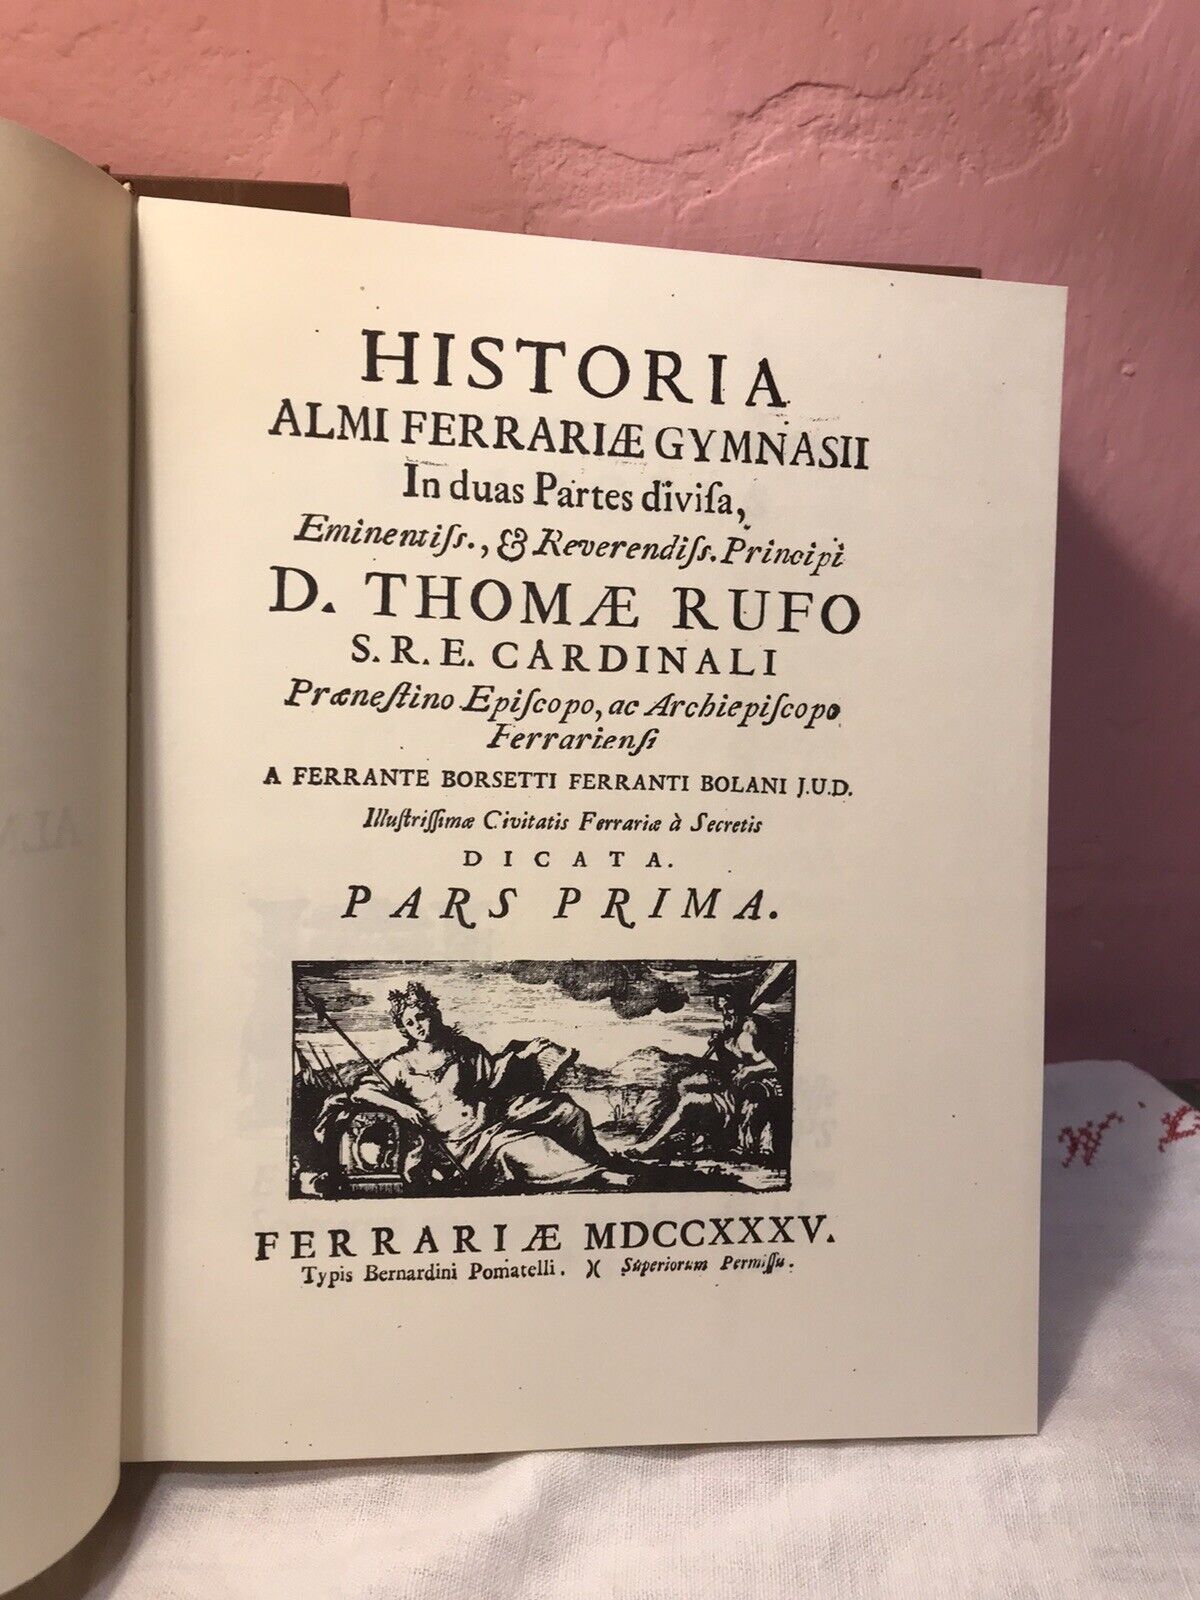 HISTORIA
ALMI FERRARIÆ GYMNASII
In duas Partes diviſa,
Eminentiſs., & Reverendiſs. Principi
D. THOMÆ RUFO
S. R. E. CARDINALI
Præneſtino Epiſcopo, ac Archiepiſcopo
Ferrarienſi
A FERRANTE BORSETTI FERRANTI BOLANI J.U.D.
Illuſtriſſimæ Civitatis Ferrariæ à Secretis
DICATA.
PARS PRIMA.
FERRARIÆ MDCCXXXV.
Typis Bernardini Pomatelli. )( Superiorum Permiſſu.
W